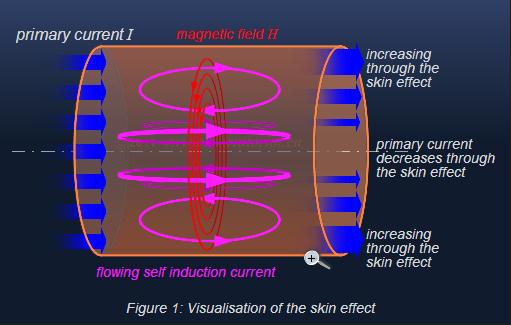 primary current I
magnetic field H
increasing
through the
skin effect
primary current
decreases through
the skin effect
increasing
through the
skin effect
flowing self induction current
Figure 1: Visualisation of the skin effect